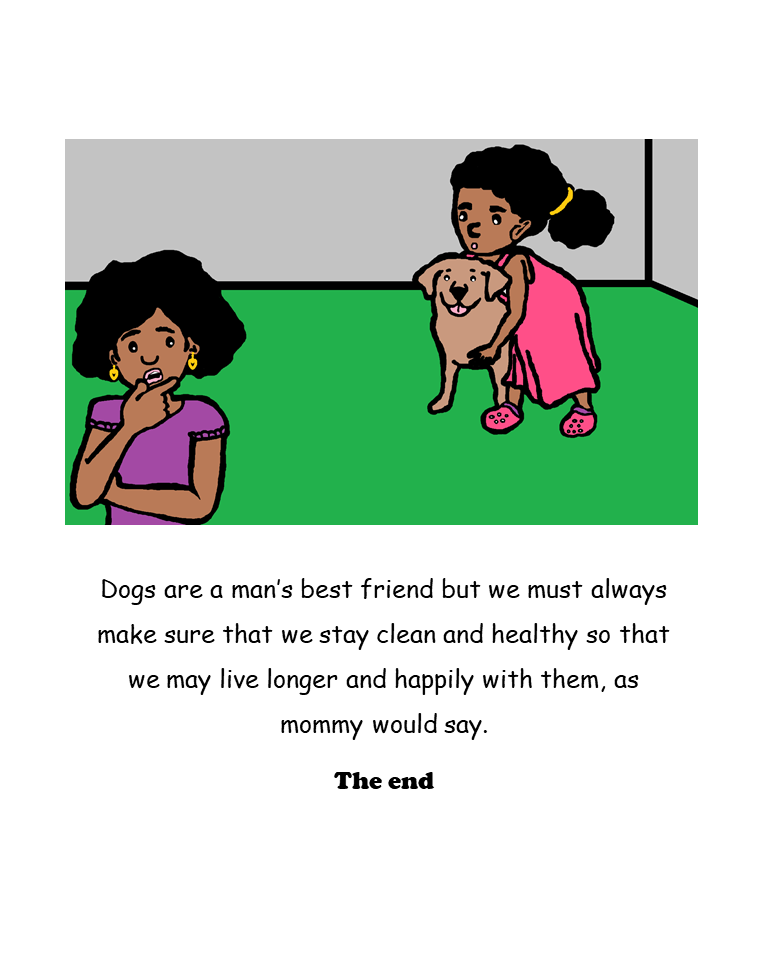 Dogs are a man's best friend but we must always
make sure that we stay clean and healthy so that
we may live longer and happily with them, as
mommy would say.
The end